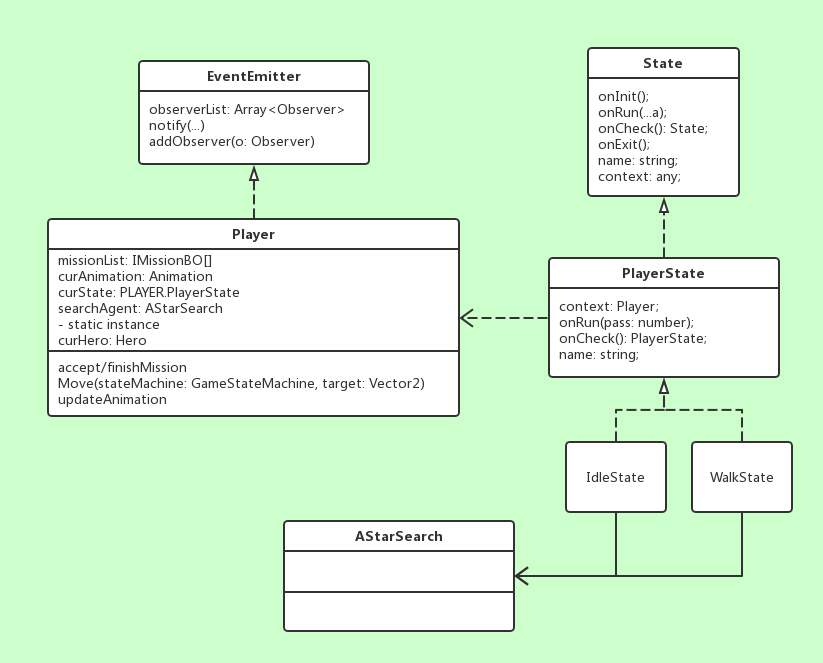 EventEmitter
observerList: Array<Observer>
notify(...)
addObserver(o: Observer)
State
onInit();
onRun(...a);
onCheck(): State;
onExit();
name: string;
context: any;
Player
missionList: IMissionBO[]
curAnimation: Animation
curState: PLAYER.PlayerState
searchAgent: AStarSearch
- static instance
curHero: Hero
accept/finishMission
Move(stateMachine: GameStateMachine, target: Vector2)
updateAnimation
PlayerState
context: Player;
onRun(pass: number);
onCheck(): PlayerState;
name: string;
IdleState
WalkState
AStarSearch